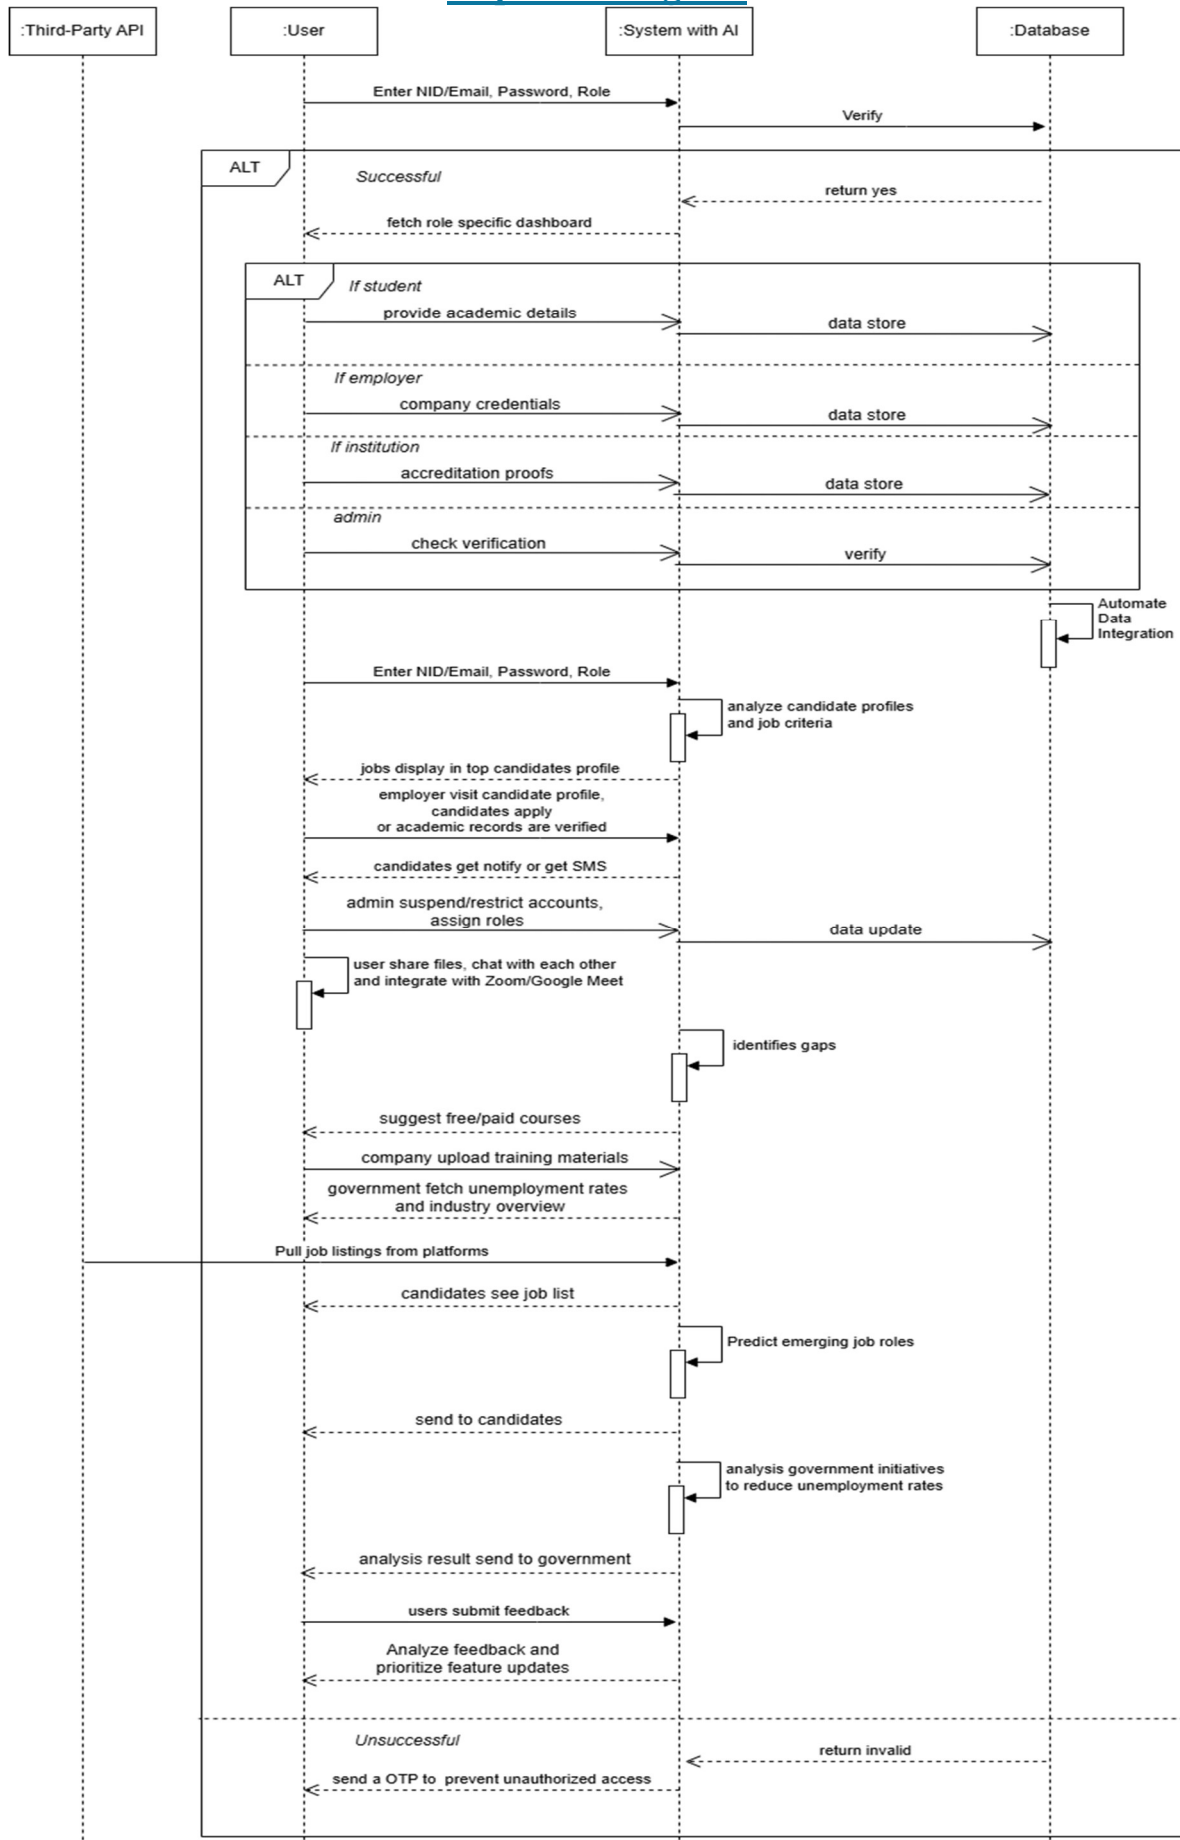 :Third-Party API
:User
:System with AI
:Database
Enter NID/Email, Password, Role
Verify
ALT
Successful
return yes
fetch role specific dashboard
ALT
If student
provide academic details
data store
If employer
company credentials
data store
If institution
accreditation proofs
data store
admin
check verification
verify
Automate
Data
Integration
Enter NID/Email, Password, Role
analyze candidate profiles
and job criteria
jobs display in top candidates profile
employer visit candidate profile,
candidates apply
or academic records are verified
candidates get notify or get SMS
admin suspend/restrict accounts,
assign roles
data update
user share files, chat with each other
and integrate with Zoom/Google Meet
identifies gaps
suggest free/paid courses
company upload training materials
government fetch unemployment rates
and industry overview
Pull job listings from platforms
candidates see job list
Predict emerging job roles
send to candidates
analysis government initiatives
to reduce unemployment rates
analysis result send to government
users submit feedback
Analyze feedback and
prioritize feature updates
Unsuccessful
return invalid
send a OTP to  prevent unauthorized access